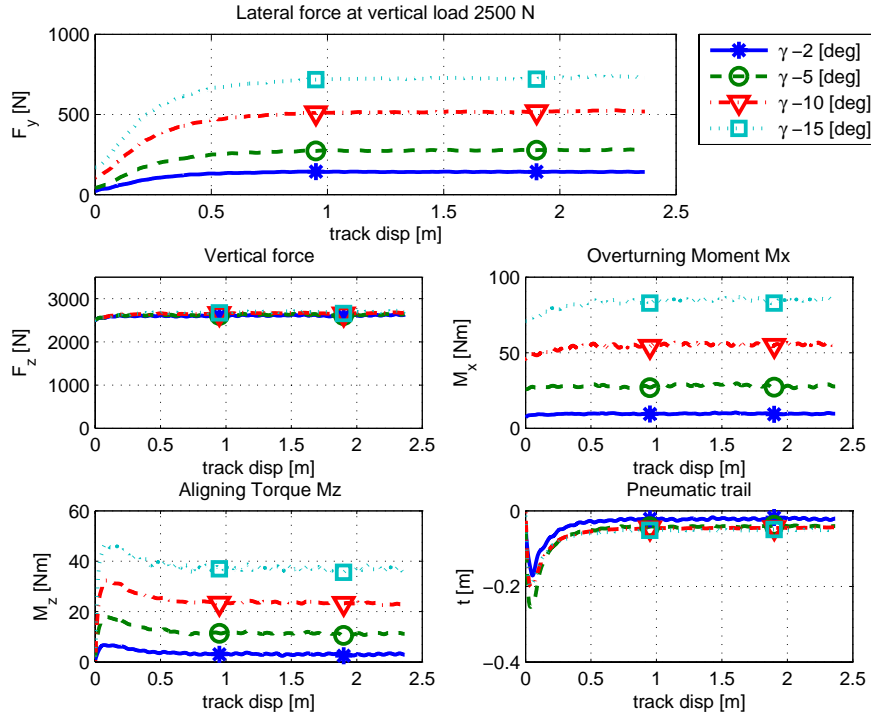 Lateral force at vertical load 2500 N
1000
500
0
F_y [N]
0 0.5 1 1.5 2 2.5
track disp [m]
γ −2 [deg]
γ −5 [deg]
γ −10 [deg]
γ −15 [deg]
Vertical force
3000
2000
1000
0
F_z [N]
0 0.5 1 1.5 2 2.5
track disp [m]
Overturning Moment Mx
100
50
0
M_x [Nm]
0 0.5 1 1.5 2 2.5
track disp [m]
Aligning Torque Mz
60
40
20
0
M_z [Nm]
0 0.5 1 1.5 2 2.5
track disp [m]
Pneumatic trail
0
−0.2
−0.4
t [m]
0 0.5 1 1.5 2 2.5
track disp [m]